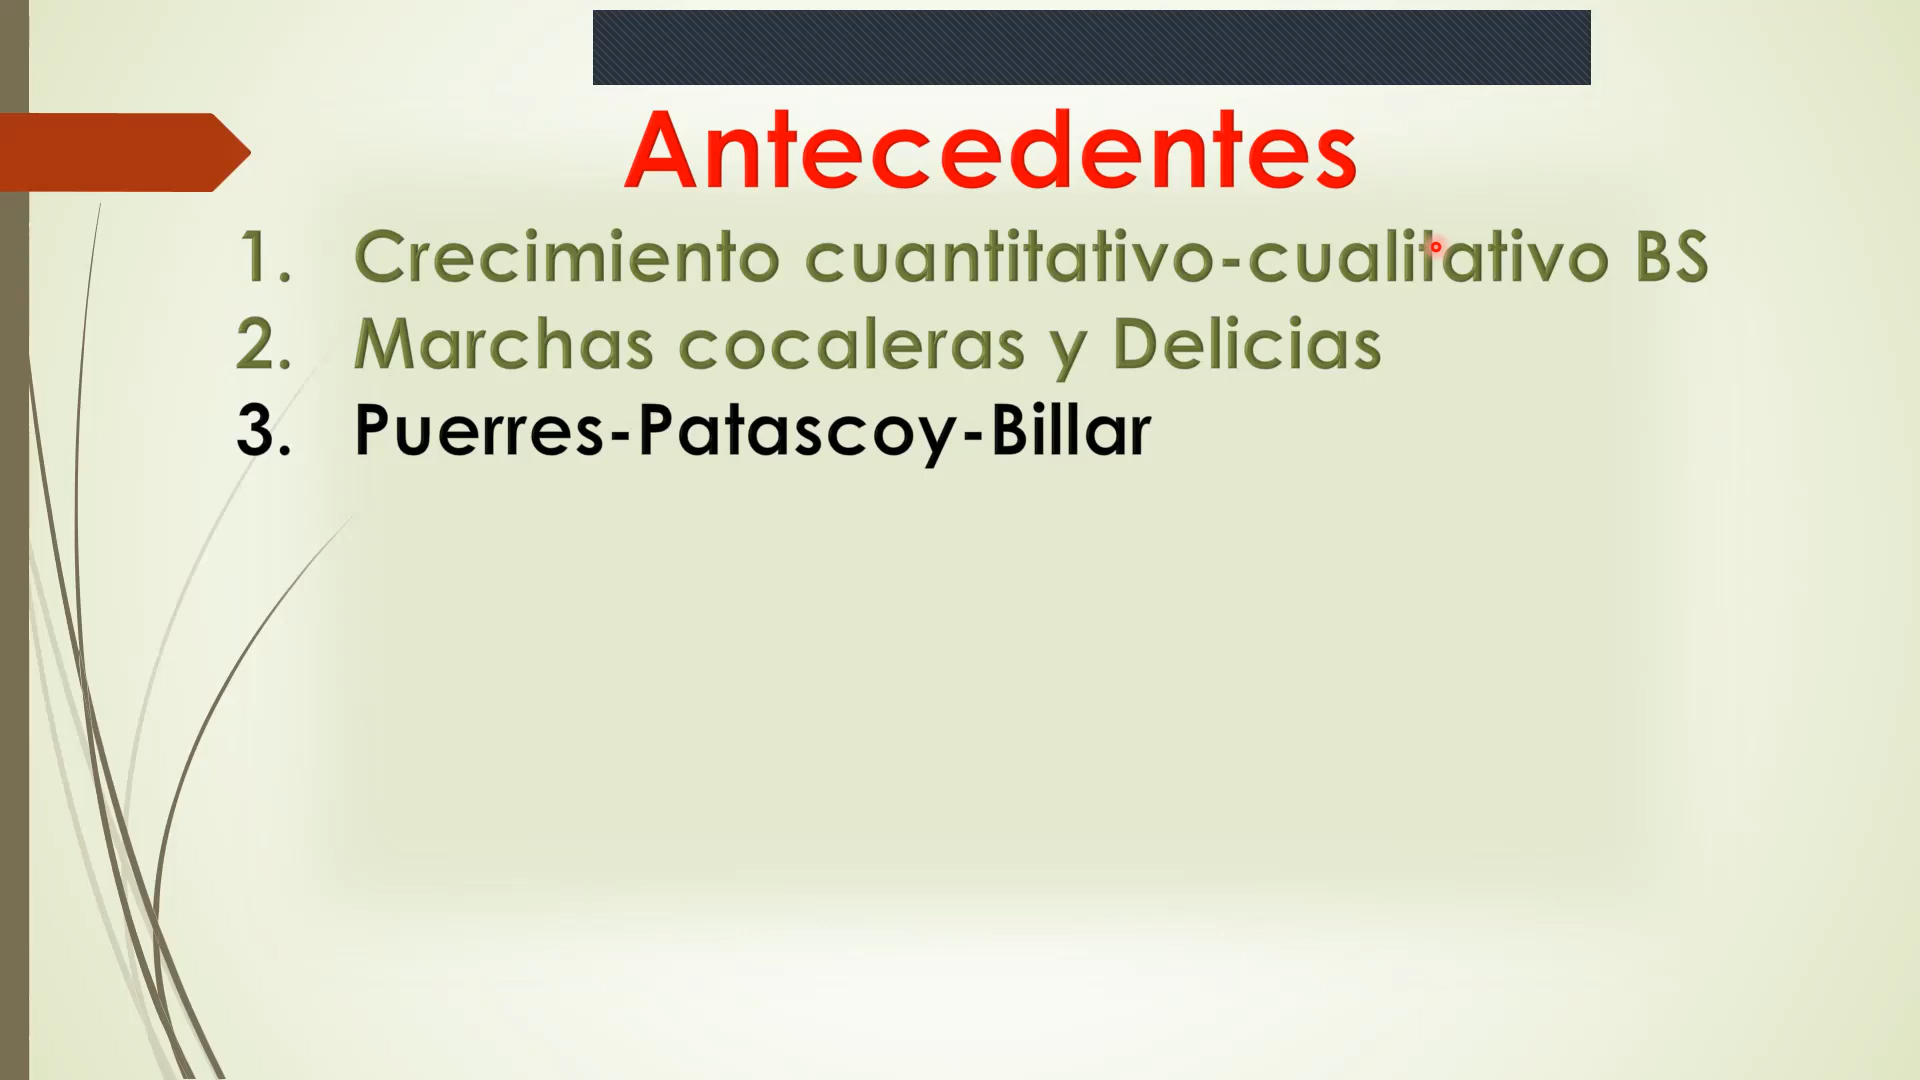 Antecedentes
1. Crecimiento cuantitativo-cualitativo BS
2. Marchas cocaleras y Delicias
3. Puerres-Patascoy-Billar